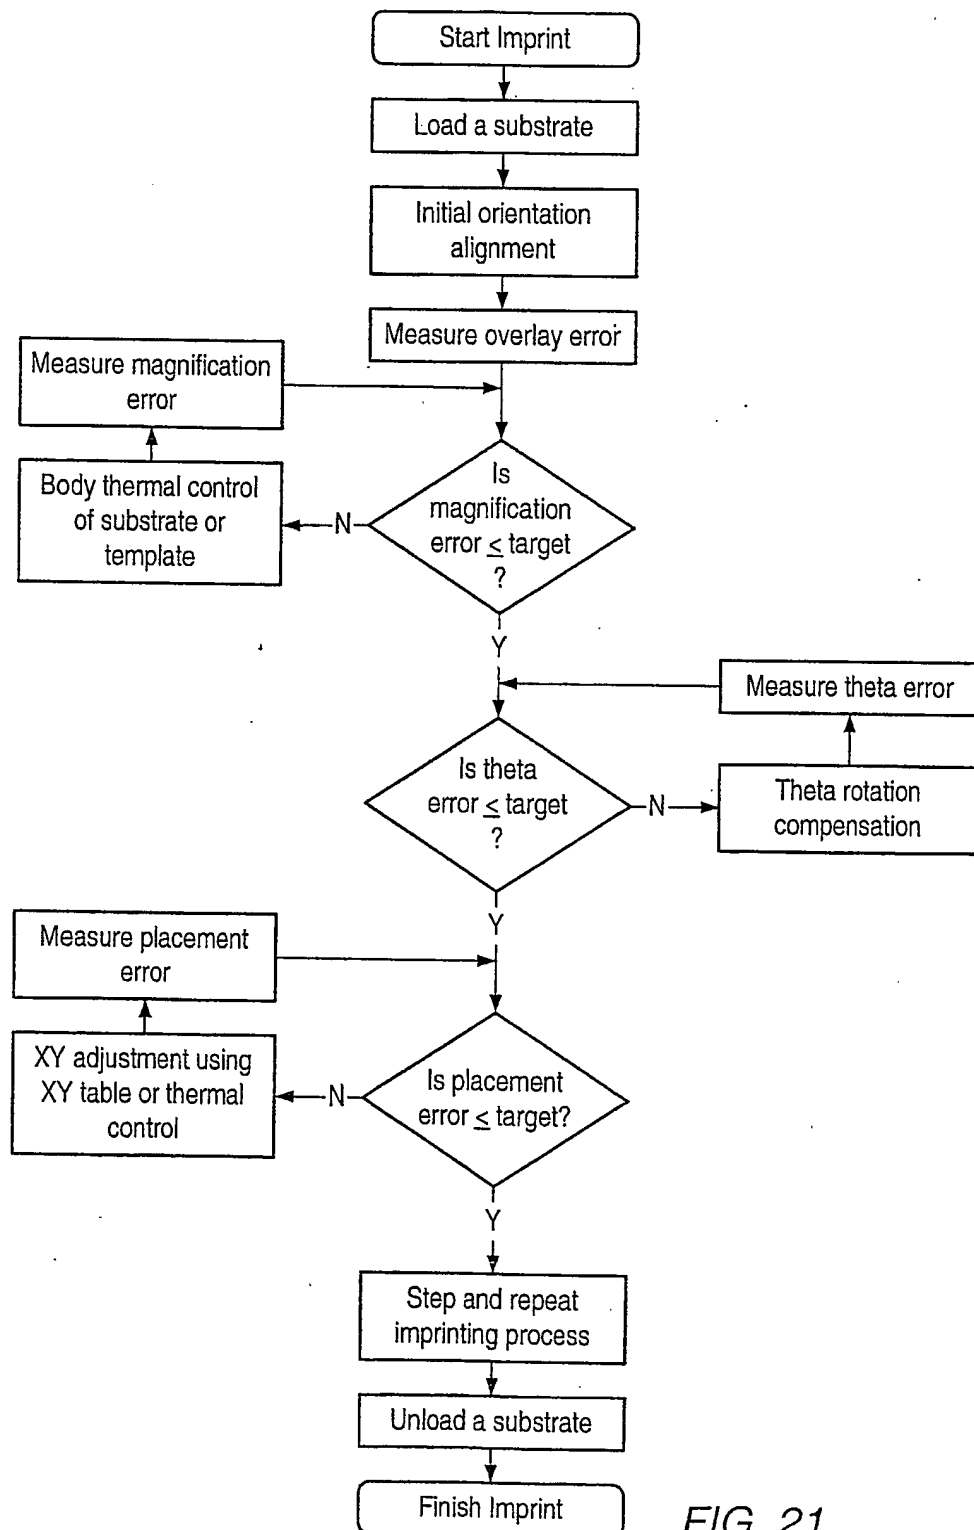 Start Imprint
Load a substrate
Initial orientation
alignment
Measure overlay error
Measure magnification
error
Body thermal control
of substrate or
template
N
Is
magnification
error ≤ target
?
Y
Measure theta error
Is theta
error ≤ target
?
N
Theta rotation
compensation
Y
Measure placement
error
XY adjustment using
XY table or thermal
control
N
Is placement
error ≤ target?
Y
Step and repeat
imprinting process
Unload a substrate
Finish Imprint
FIG. 21